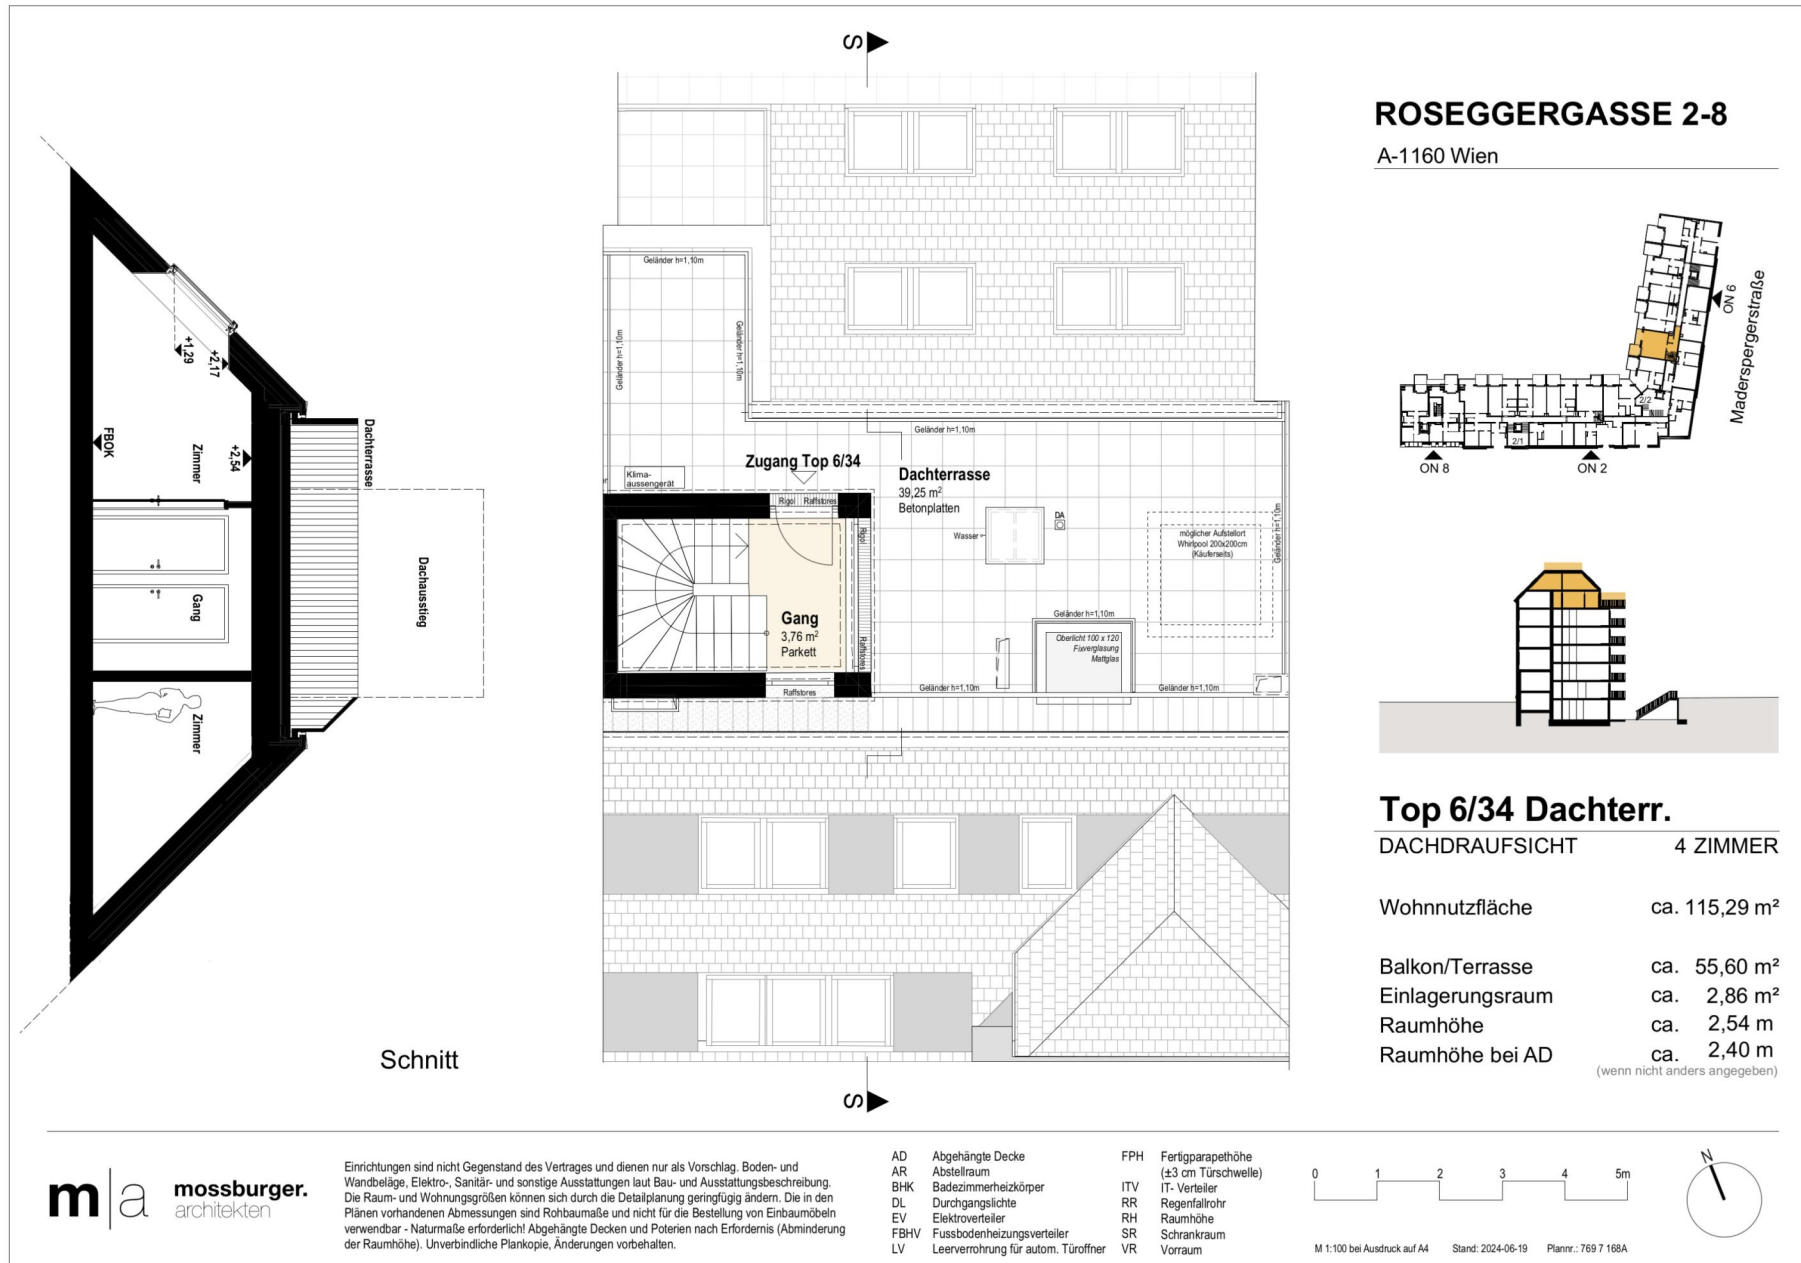 S
ROSEGGERGASSE 2-8
A-1160 Wien
Maderspergerstraße
ON 6
2/2
2/1
ON 8
ON 2
Geländer h=1,10m
Geländer h=1,10m
Geländer h=1,10m
Geländer h=1,10m
Klima-
aussengerät
Zugang Top 6/34
Rigol
Raffstores
Dachterrasse
39,25 m²
Betonplatten
Wasser
DA
möglicher Aufstellort
Whirlpool 200x200cm
(Käuferseits)
Geländer h=1,10m
Rigol
Raffstores
Gang
3,76 m²
Parkett
Raffstores
Geländer h=1,10m
Oberlicht 100 x 120
Fixverglasung
Mattglas
Geländer h=1,10m
Geländer h=1,10m
+1,29
+2,17
FBOK
Zimmer
+2,54
Dachterrasse
Gang
Dachausstieg
Zimmer
Schnitt
S
Top 6/34 Dachterr.
DACHDRAUFSICHT 4 ZIMMER
Wohnnutzfläche ca. 115,29 m²
Balkon/Terrasse ca. 55,60 m²
Einlagerungsraum ca. 2,86 m²
Raumhöhe ca. 2,54 m
Raumhöhe bei AD ca. 2,40 m
(wenn nicht anders angegeben)
m|a
mossburger.
architekten
Einrichtungen sind nicht Gegenstand des Vertrages und dienen nur als Vorschlag. Boden- und
Wandbeläge, Elektro-, Sanitär- und sonstige Ausstattungen laut Bau- und Ausstattungsbeschreibung.
Die Raum- und Wohnungsgrößen können sich durch die Detailplanung geringfügig ändern. Die in den
Plänen vorhandenen Abmessungen sind Rohbaumaße und nicht für die Bestellung von Einbaumöbeln
verwendbar - Naturmaße erforderlich! Abgehängte Decken und Poterien nach Erfordernis (Abminderung
der Raumhöhe). Unverbindliche Plankopie, Änderungen vorbehalten.
AD Abgehängte Decke
AR Abstellraum
BHK Badezimmerheizkörper
DL Durchgangslichte
EV Elektroverteiler
FBHV Fussbodenheizungsverteiler
LV Leerverrohrung für autom. Türöffner
FPH Fertigparapethöhe
(±3 cm Türschwelle)
ITV IT- Verteiler
RR Regenfallrohr
RH Raumhöhe
SR Schrankraum
VR Vorraum
0 1 2 3 4 5m
M 1:100 bei Ausdruck auf A4 Stand: 2024-06-19 Plannr.: 769 7 168A
N